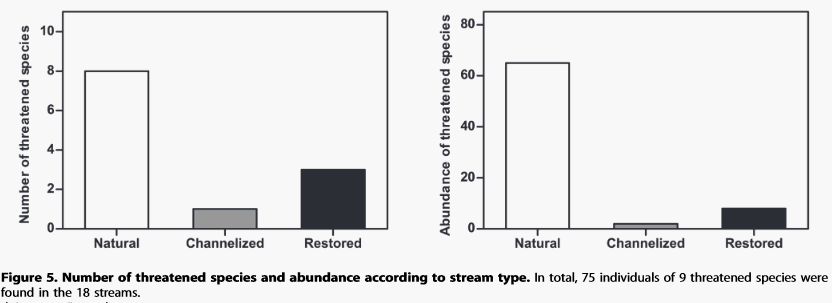 Number of threatened species
10
8
6
4
2
0
Natural Channelized Restored
Abundance of threatened species
80
60
40
20
0
Natural Channelized Restored
Figure 5. Number of threatened species and abundance according to stream type. In total, 75 individuals of 9 threatened species were
found in the 18 streams.